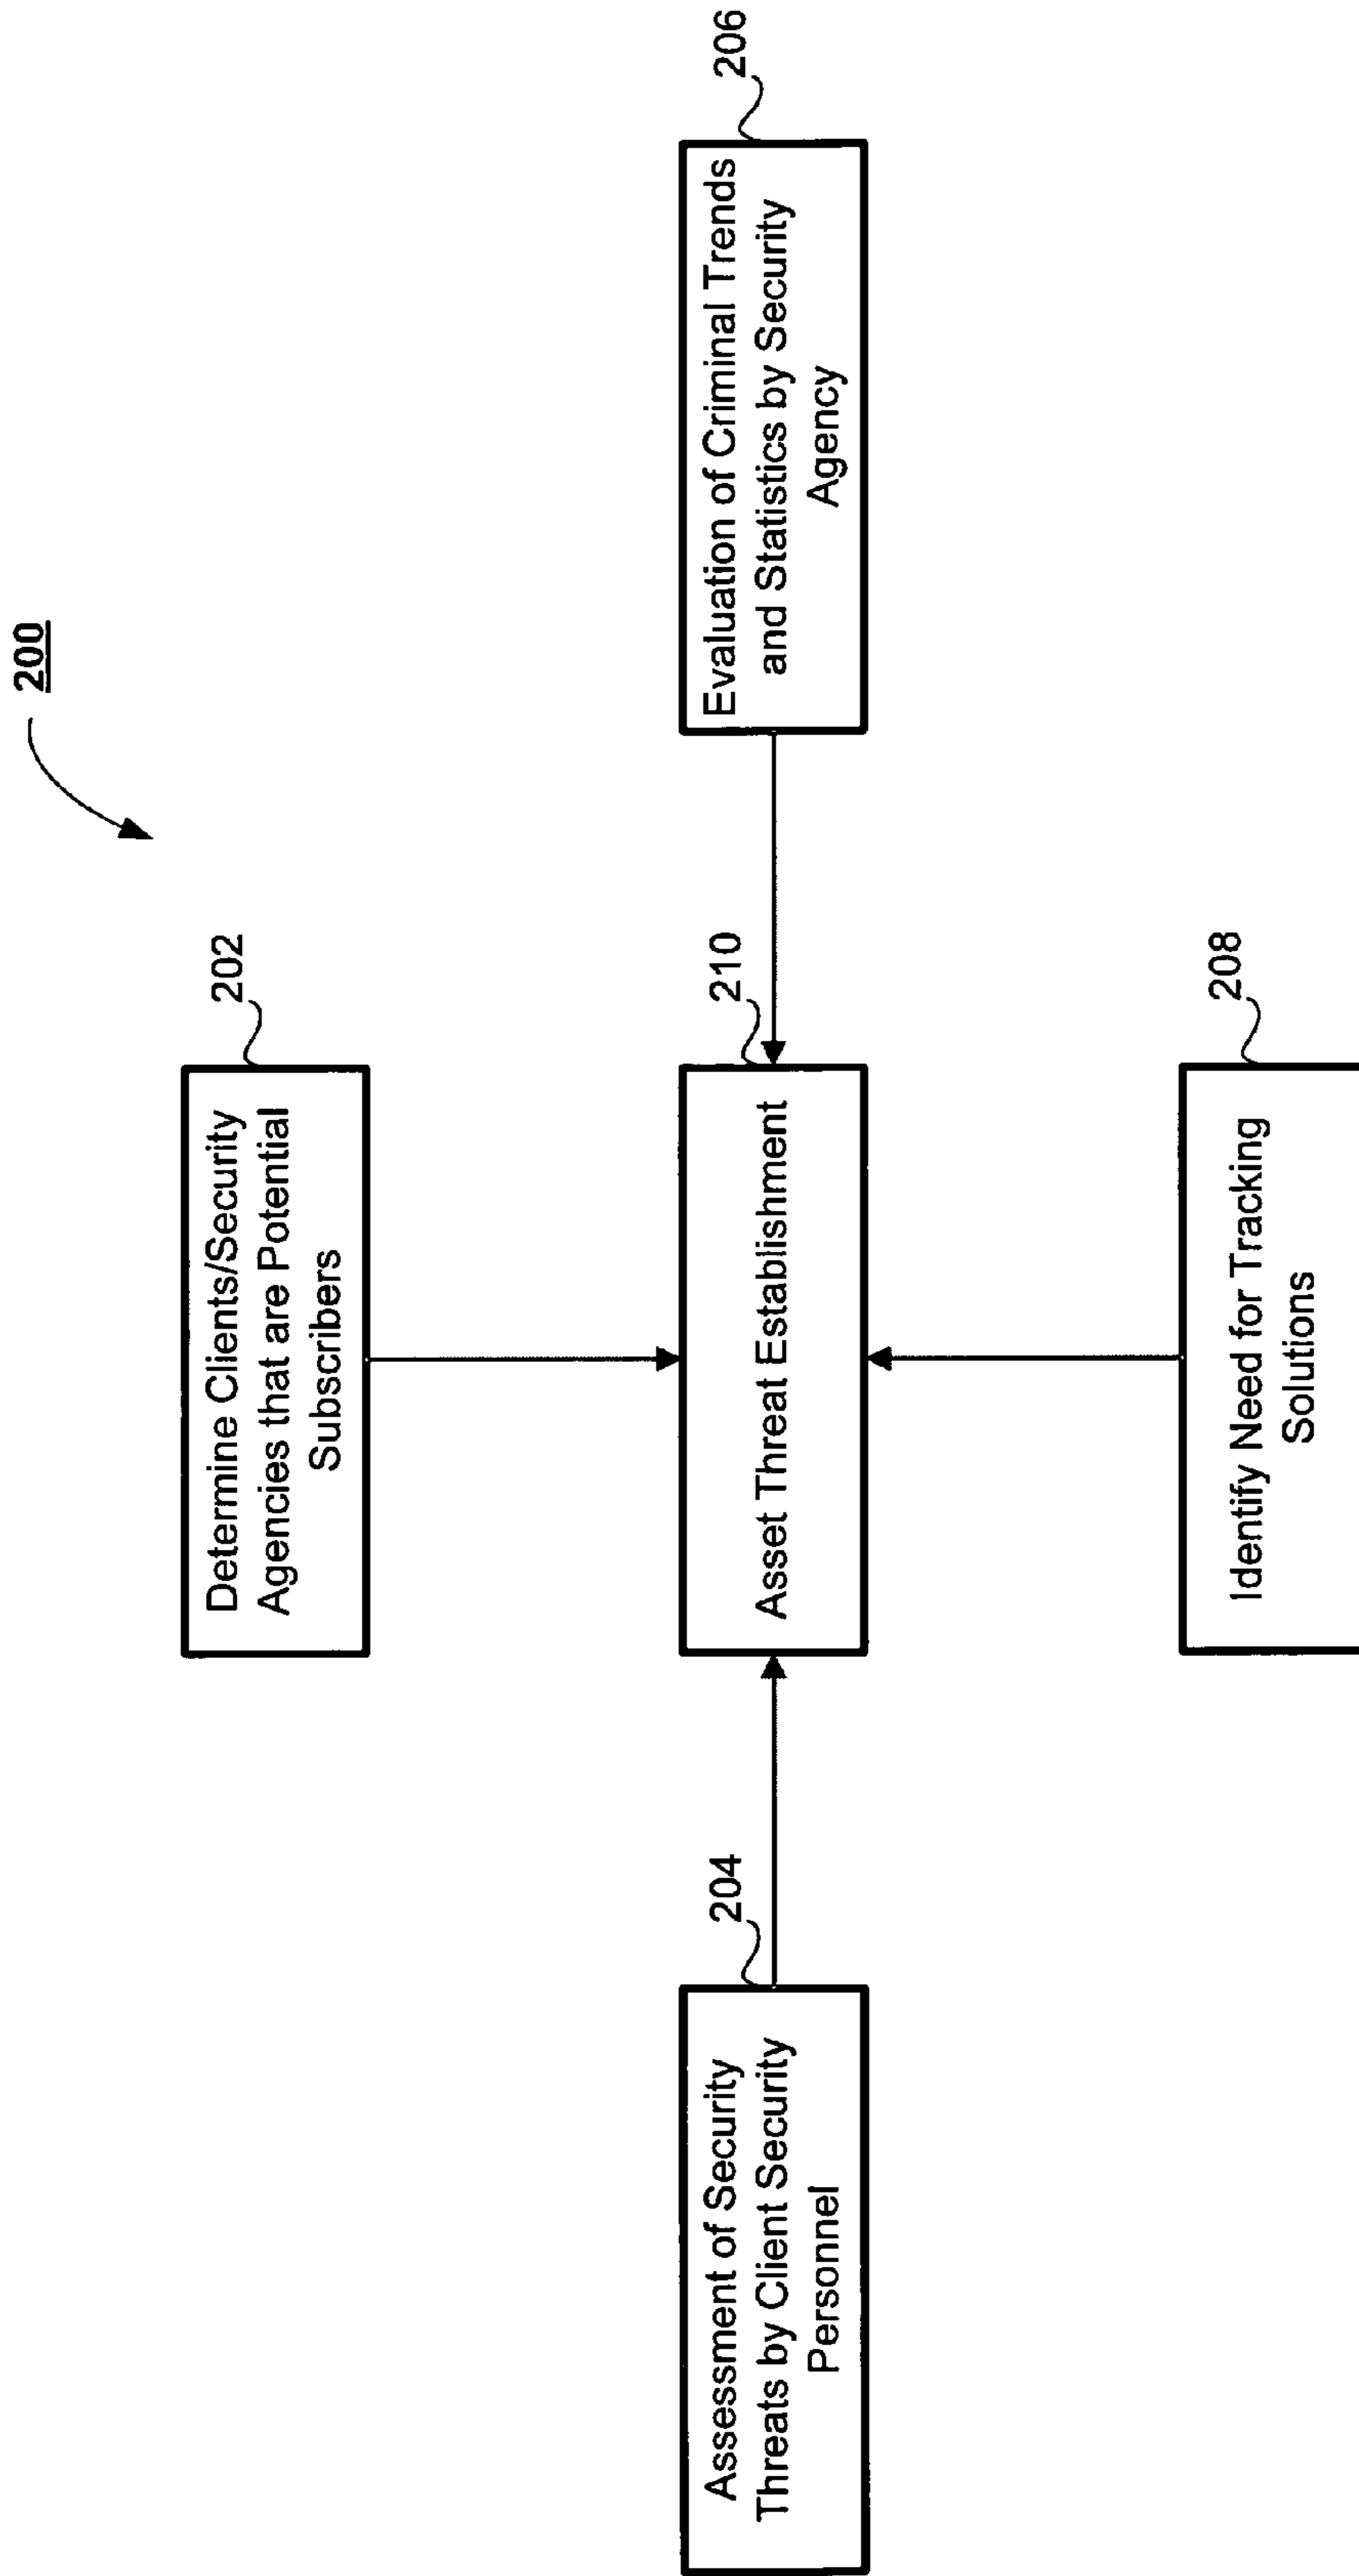 200
202
Determine Clients/Security
Agencies that are Potential
Subscribers
204
Assessment of Security
Threats by Client Security
Personnel
210
Asset Threat Establishment
206
Evaluation of Criminal Trends
and Statistics by Security
Agency
208
Identify Need for Tracking
Solutions